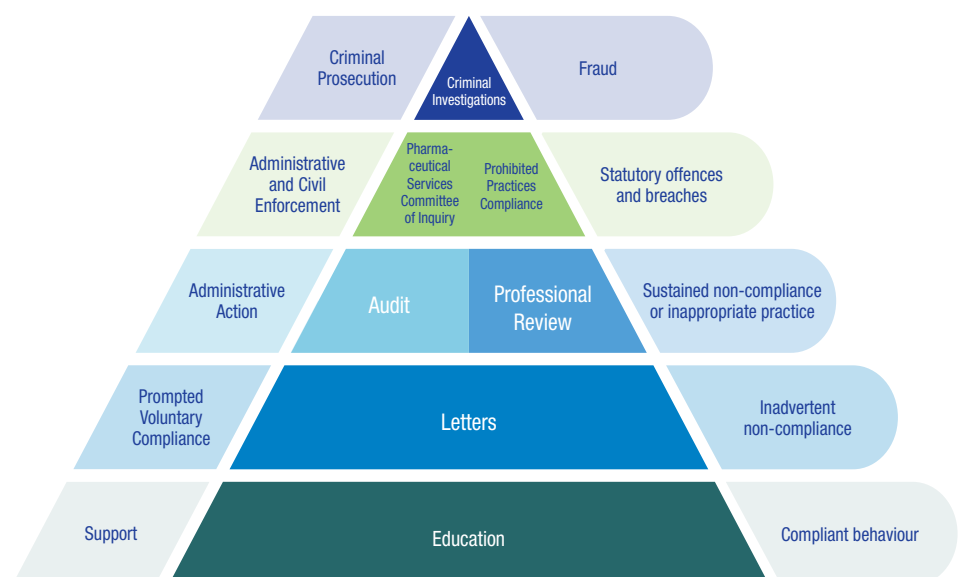 Criminal
Prosecution
Criminal
Investigations
Fraud
Administrative
and Civil
Enforcement
Pharma-
ceutical
Services
Committee
of Inquiry
Prohibited
Practices
Compliance
Statutory offences
and breaches
Administrative
Action
Audit
Professional
Review
Sustained non-compliance
or inappropriate practice
Prompted
Voluntary
Compliance
Letters
Inadvertent
non-compliance
Support
Education
Compliant behaviour